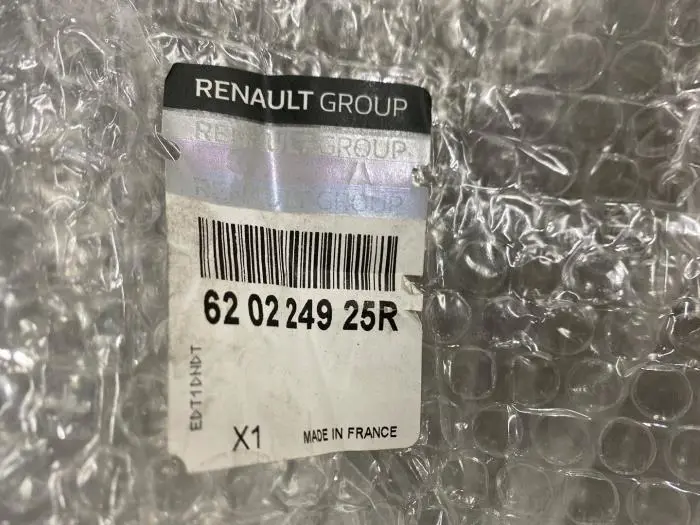 RENAULT GROUP
RENAULT GROUP
RENAULT GROUP
62 02 249 25R
EDT1DNDT
X1
MADE IN FRANCE